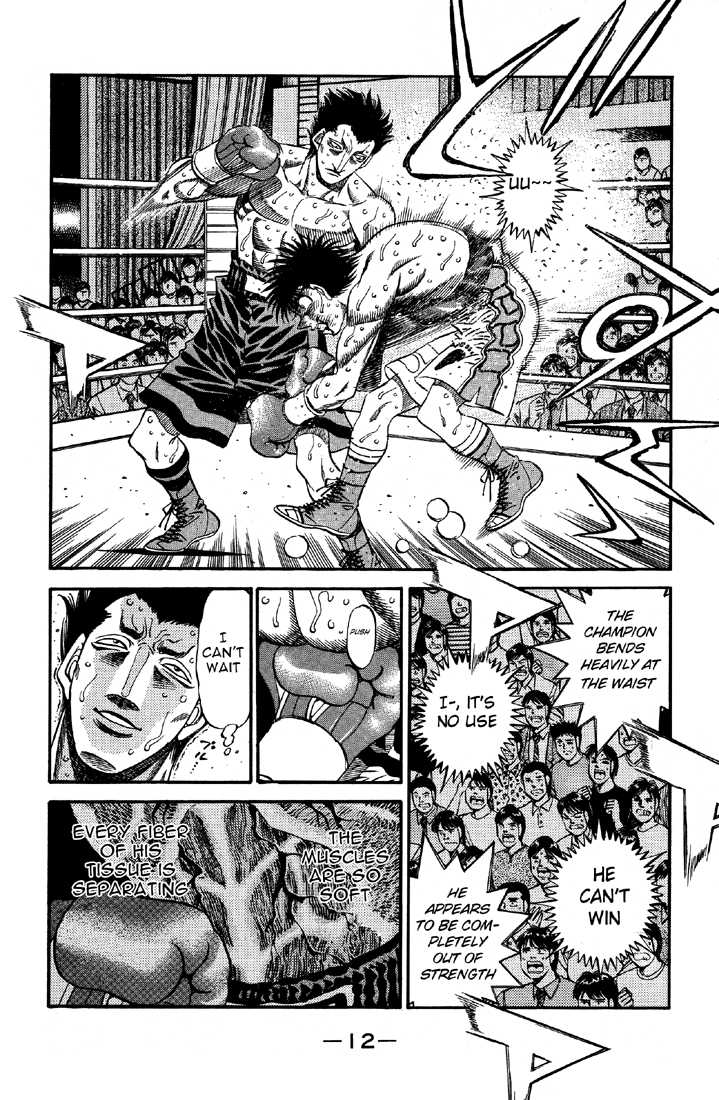 UU~~
I
CAN'T
WAIT
PUSH
THE
CHAMPION
BENDS
HEAVILY AT
THE WAIST
I-, IT'S
NO USE
EVERY FIBER
OF HIS
TISSUE IS
SEPARATING
THE
MUSCLES
ARE SO
SOFT
HE
CAN'T
WIN
HE
APPEARS
TO BE COM-
PLETELY
OUT OF
STRENGTH
—12—